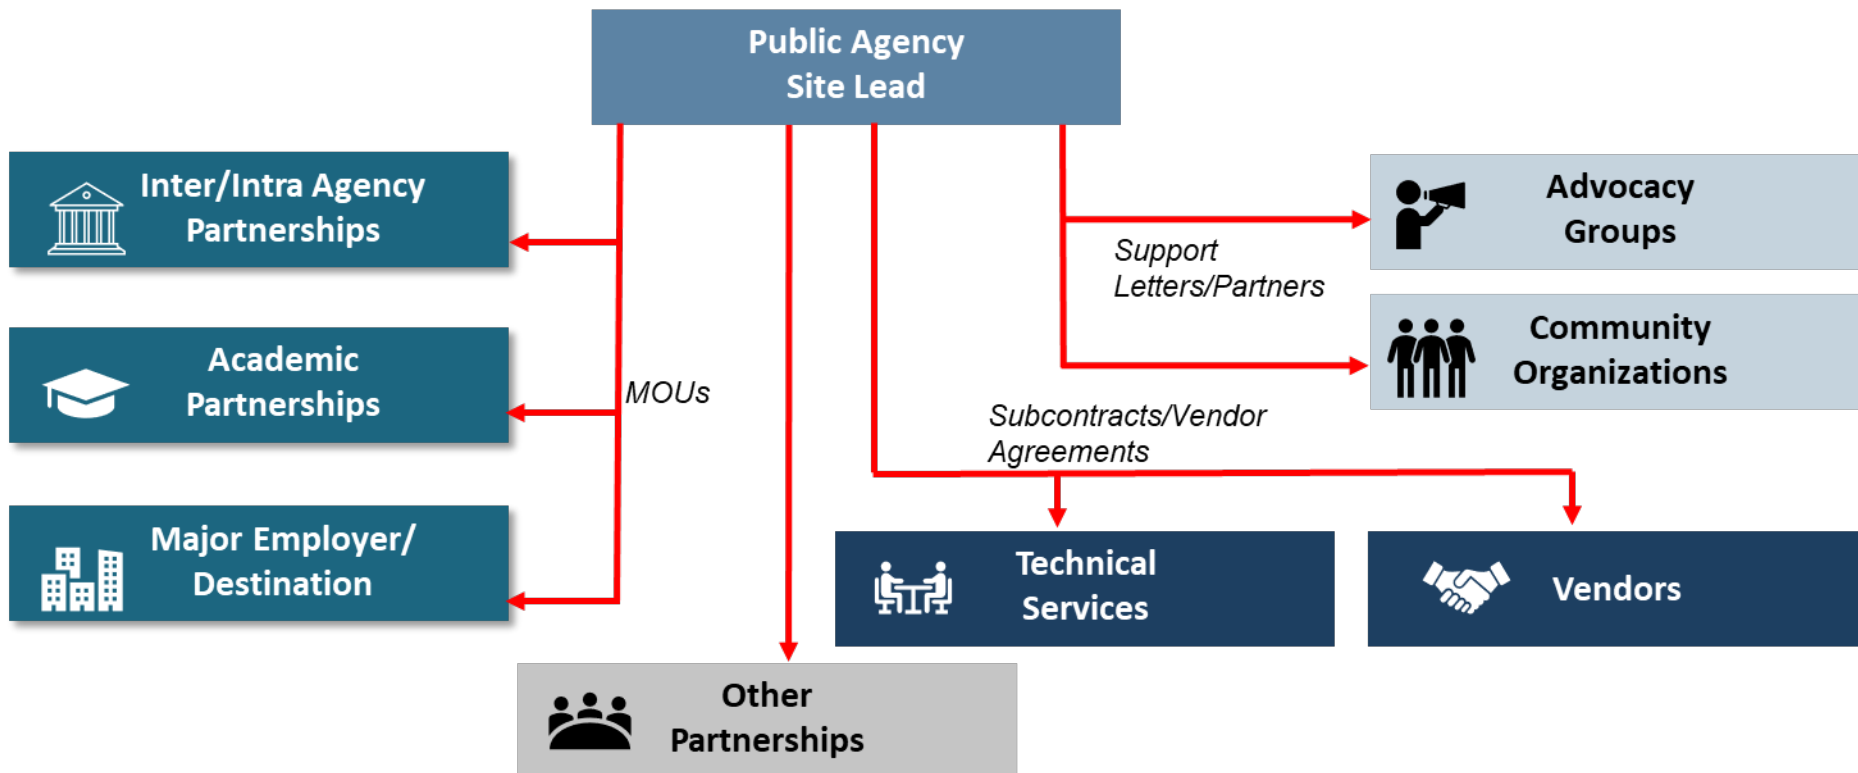 Public Agency
Site Lead
Inter/Intra Agency
Partnerships
Advocacy
Groups
Support
Letters/Partners
Community
Organizations
Academic
Partnerships
MOUs
Subcontracts/Vendor
Agreements
Major Employer/
Destination
Technical
Services
Vendors
Other
Partnerships